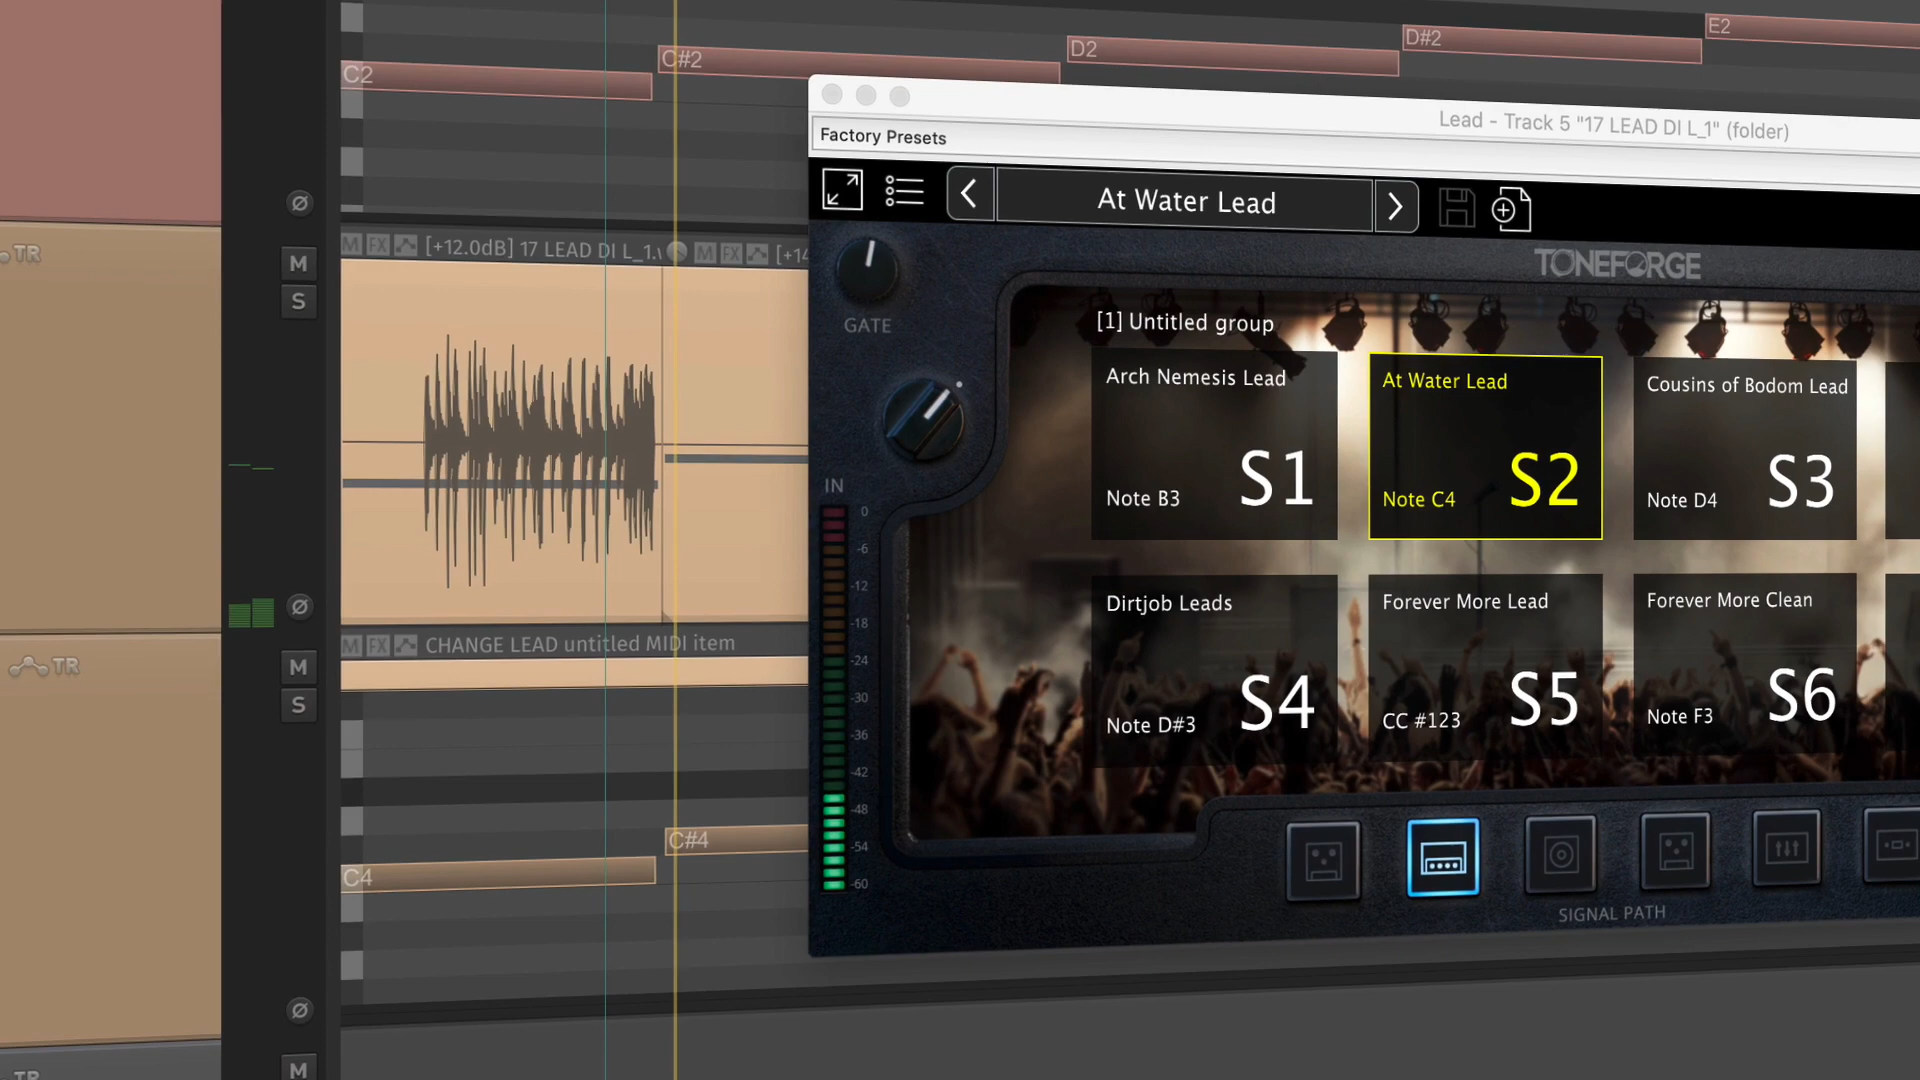 E2
D#2
D2
C#2
C2
Lead - Track 5 "17 LEAD DI L_1" (folder)
Factory Presets
At Water Lead
TONEFORGE
GATE
TR
M FX [+12.0dB] 17 LEAD DI L_1.
M FX
M
S
[1] Untitled group
Arch Nemesis Lead
Note B3
S1
At Water Lead
Note C4
S2
Cousins of Bodom Lead
Note D4
S3
Dirtjob Leads
Note D#3
S4
Forever More Lead
CC #123
S5
Forever More Clean
Note F3
S6
IN
0
-6
-12
-18
-24
-30
-36
-42
-48
-54
-60
M FX CHANGE LEAD untitled MIDI item
TR
M
S
C#4
C4
SIGNAL PATH
M
TR